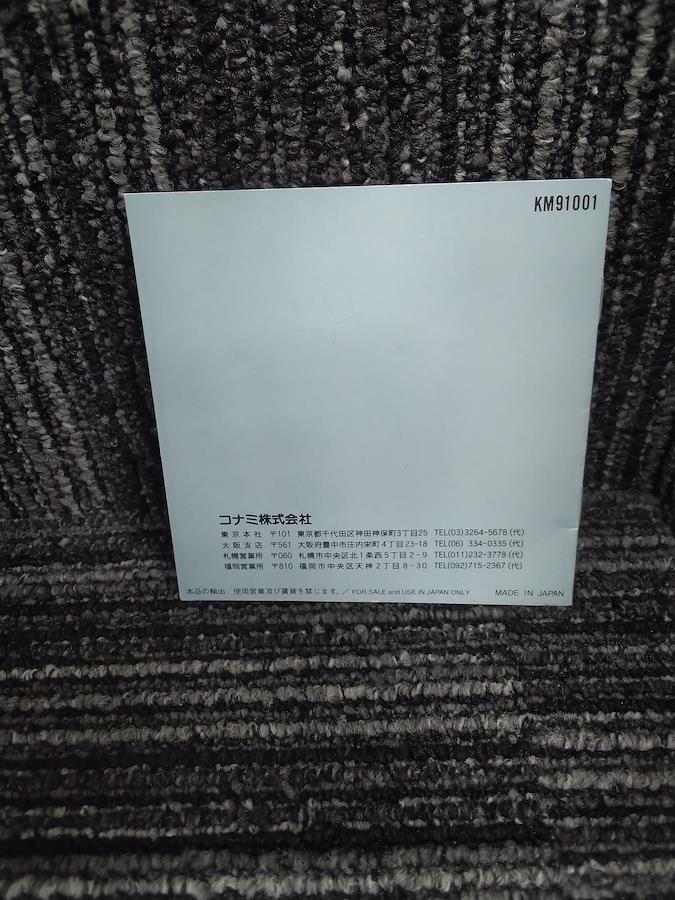 KM91001
コナミ株式会社
東京本社 〒101 東京都千代田区神田神保町3丁目25 TEL(03)3264-5678(代)
大阪支店 〒561 大阪府豊中市庄内栄町4丁目23-18 TEL(06) 334-0335(代)
札幌営業所 〒060 札幌市中央区北1条西5丁目2-9 TEL(011)232-3778(代)
福岡営業所 〒810 福岡市中央区天神2丁目8-30 TEL(092)715-2367(代)
本品の輸出、使用営業及び賃貸を禁じます。/ FOR SALE and USE IN JAPAN ONLY MADE IN JAPAN